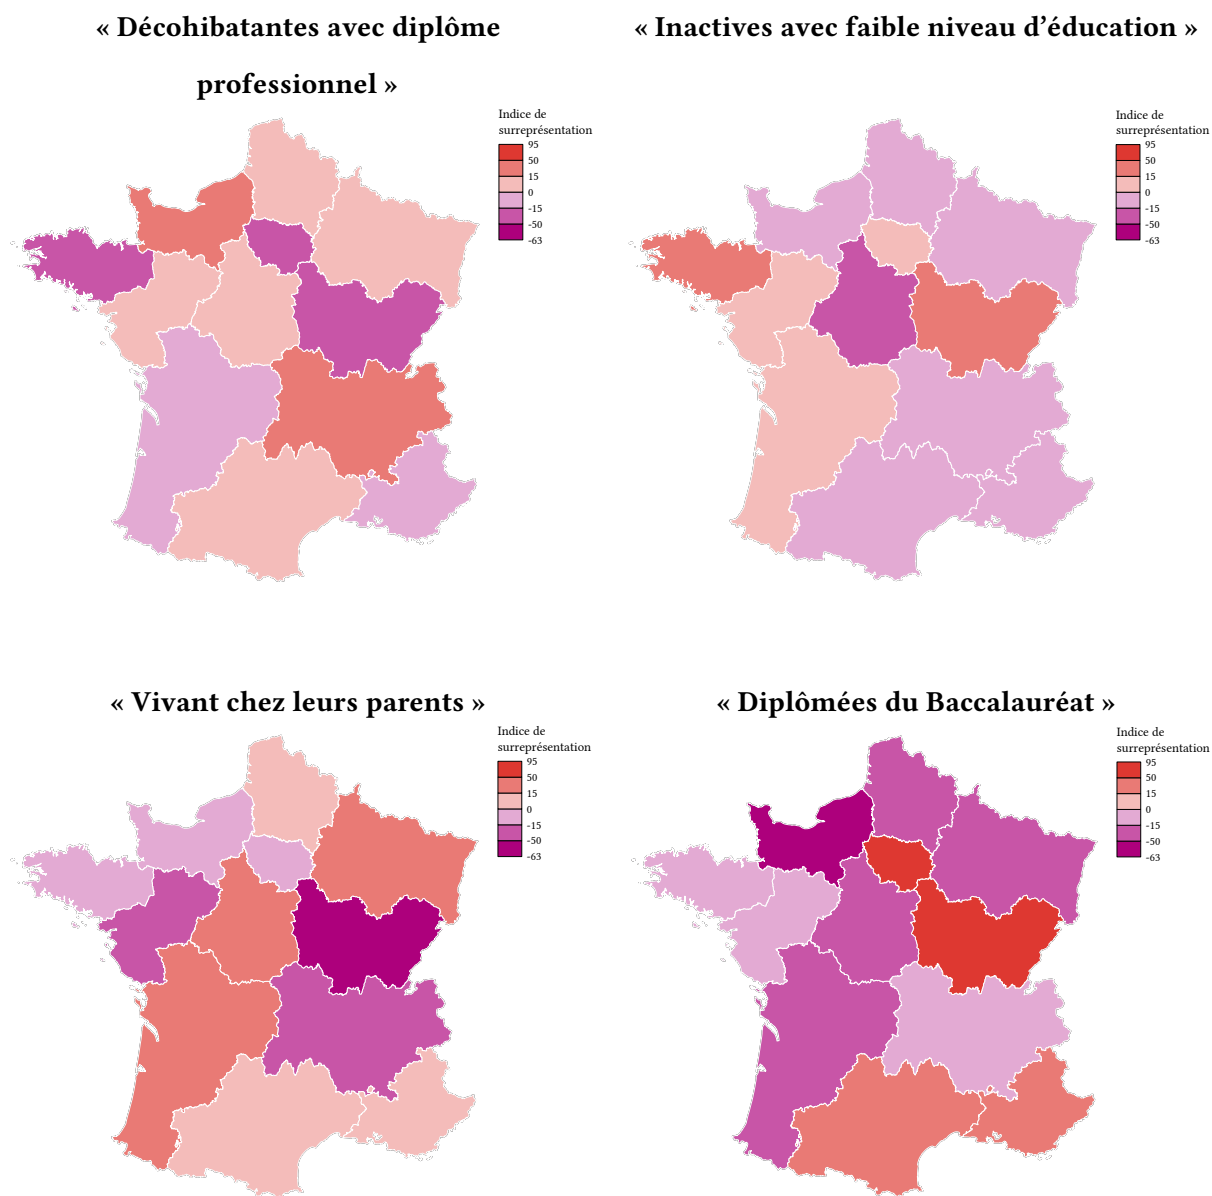 « Décohibatantes avec diplôme
professionnel »
Indice de
surreprésentation
95
50
15
0
-15
-50
-63
« Inactives avec faible niveau d’éducation »
Indice de
surreprésentation
95
50
15
0
-15
-50
-63
« Vivant chez leurs parents »
Indice de
surreprésentation
95
50
15
0
-15
-50
-63
« Diplômées du Baccalauréat »
Indice de
surreprésentation
95
50
15
0
-15
-50
-63